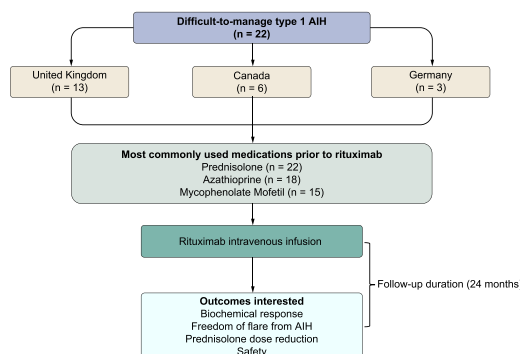 Difficult-to-manage type 1 AIH
(n = 22)
United Kingdom
(n = 13)
Canada
(n = 6)
Germany
(n = 3)
Most commonly used medications prior to rituximab
Prednisolone (n = 22)
Azathioprine (n = 18)
Mycophenolate Mofetil (n = 15)
Rituximab intravenous infusion
Follow-up duration (24 months
Outcomes interested
Biochemical response
Freedom of flare from AIH
Prednisolone dose reduction
Safety